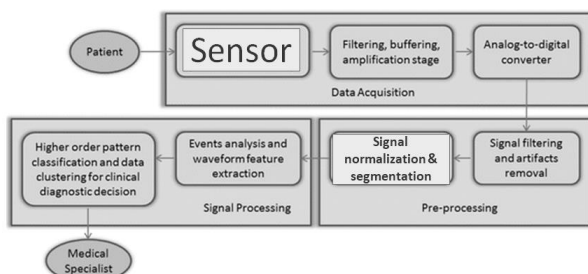 Patient
Sensor
Filtering, buffering,
amplification stage
Analog-to-digital
converter
Data Acquisition
Signal filtering
and artifacts
removal
Signal
normalization &
segmentation
Pre-processing
Events analysis and
waveform feature
extraction
Higher order pattern
classification and data
clustering for clinical
diagnostic decision
Signal Processing
Medical
Specialist